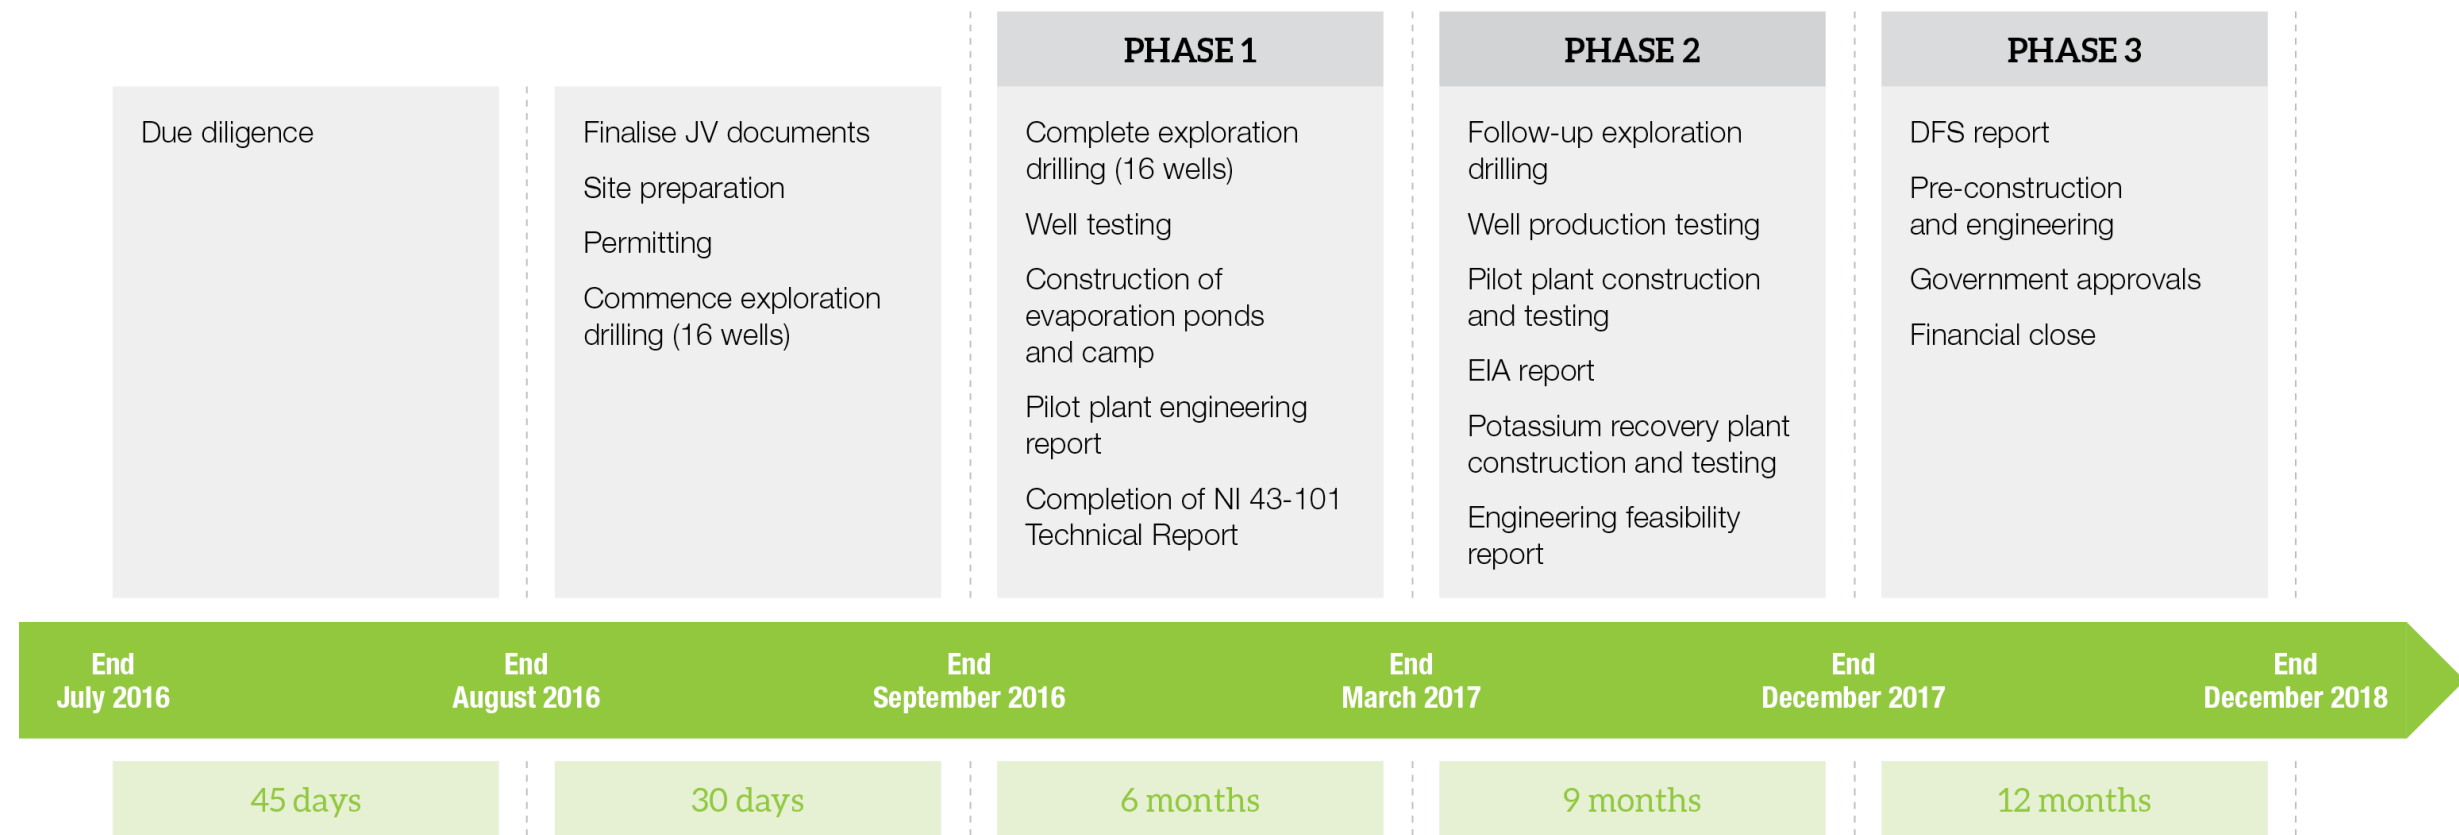 Due diligence
Finalise JV documents
Site preparation
Permitting
Commence exploration
drilling (16 wells)
PHASE 1
Complete exploration
drilling (16 wells)
Well testing
Construction of
evaporation ponds
and camp
Pilot plant engineering
report
Completion of NI 43-101
Technical Report
PHASE 2
Follow-up exploration
drilling
Well production testing
Pilot plant construction
and testing
EIA report
Potassium recovery plant
construction and testing
Engineering feasibility
report
PHASE 3
DFS report
Pre-construction
and engineering
Government approvals
Financial close
End
July 2016
End
August 2016
End
September 2016
End
March 2017
End
December 2017
End
December 2018
45 days
30 days
6 months
9 months
12 months